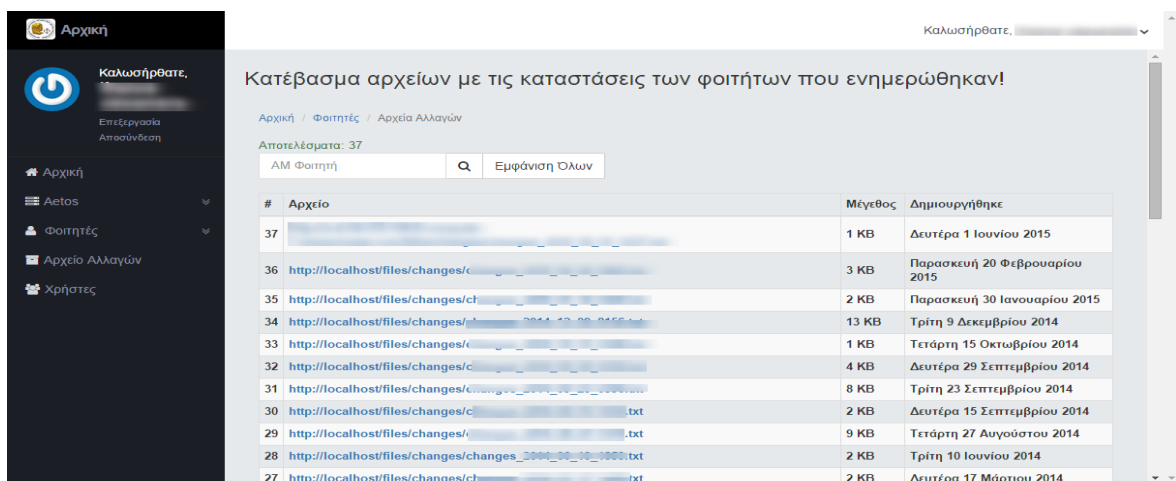 Αρχική
Καλωσήρθατε,
Καλωσήρθατε,
Επεξεργασία
Αποσύνδεση
Αρχική
Aetos
Φοιτητές
Αρχείο Αλλαγών
Χρήστες
Κατέβασμα αρχείων με τις καταστάσεις των φοιτήτων που ενημερώθηκαν!
Αρχική / Φοιτητές / Αρχεία Αλλαγών
Αποτελέσματα: 37
ΑΜ Φοιτητή Εμφάνιση Όλων
# Αρχείο Μέγεθος Δημιουργήθηκε
37 1 KB Δευτέρα 1 Ιουνίου 2015
36 http://localhost/files/changes/ 3 KB Παρασκευή 20 Φεβρουαρίου
2015
35 http://localhost/files/changes/ 2 KB Παρασκευή 30 Ιανουαρίου 2015
34 http://localhost/files/changes/ 13 KB Τρίτη 9 Δεκεμβρίου 2014
33 http://localhost/files/changes/ 1 KB Τετάρτη 15 Οκτωβρίου 2014
32 http://localhost/files/changes/ 4 KB Δευτέρα 29 Σεπτεμβρίου 2014
31 http://localhost/files/changes/ 8 KB Τρίτη 23 Σεπτεμβρίου 2014
30 http://localhost/files/changes/ .txt 2 KB Δευτέρα 15 Σεπτεμβρίου 2014
29 http://localhost/files/changes/ .txt 9 KB Τετάρτη 27 Αυγούστου 2014
28 http://localhost/files/changes/changes_ .txt 2 KB Τρίτη 10 Ιουνίου 2014
27 http://localhost/files/changes/ 2 KB Δευτέρα 17 Μάρτιου 2014